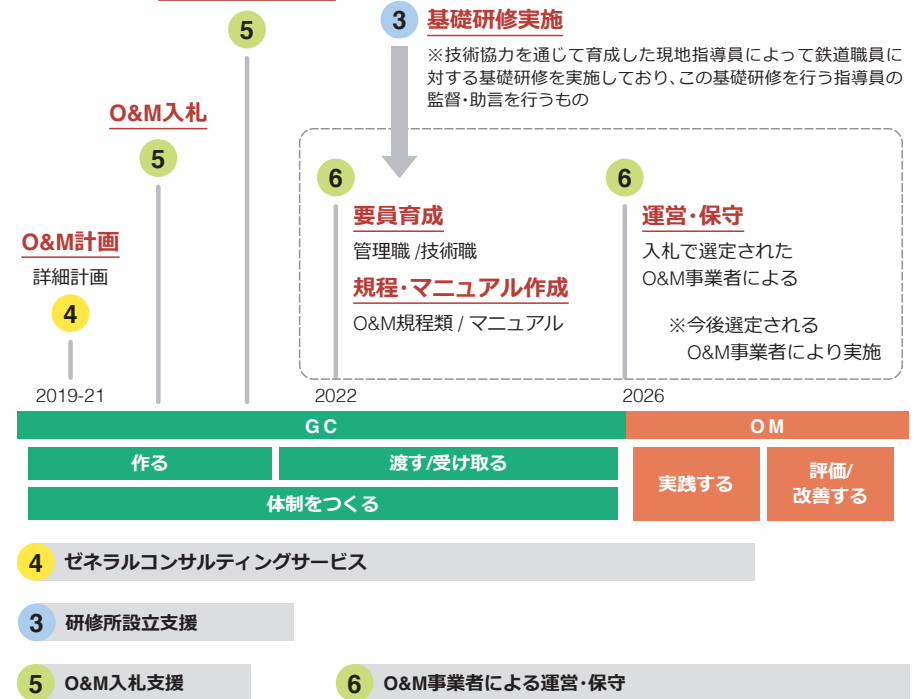 5
3 基礎研修実施
※技術協力を通じて育成した現地指導員によって鉄道職員に
対する基礎研修を実施しており、この基礎研修を行う指導員の
監督・助言を行うもの
O&M入札
5
6
要員育成
管理職 /技術職
規程・マニュアル作成
O&M規程類 / マニュアル
6
運営・保守
入札で選定された
O&M事業者による
※今後選定される
O&M事業者により実施
O&M計画
詳細計画
4
2019-21
2022
2026
GC
OM
作る
渡す/受け取る
体制をつくる
実践する
評価/
改善する
4 ゼネラルコンサルティングサービス
3 研修所設立支援
5 O&M入札支援
6 O&M事業者による運営・保守